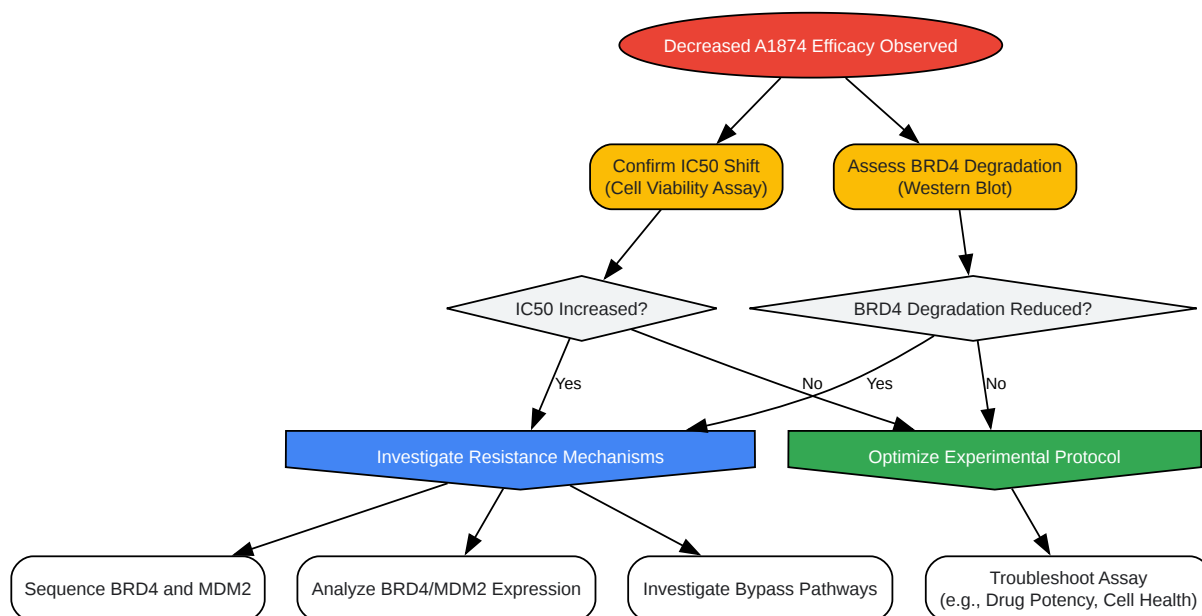 Decreased A1874 Efficacy Observed
Confirm IC50 Shift
(Cell Viability Assay)
Assess BRD4 Degradation
(Western Blot)
IC50 Increased?
BRD4 Degradation Reduced?
Yes
No
Yes
No
Investigate Resistance Mechanisms
Optimize Experimental Protocol
Sequence BRD4 and MDM2
Analyze BRD4/MDM2 Expression
Investigate Bypass Pathways
Troubleshoot Assay
(e.g., Drug Potency, Cell Health)